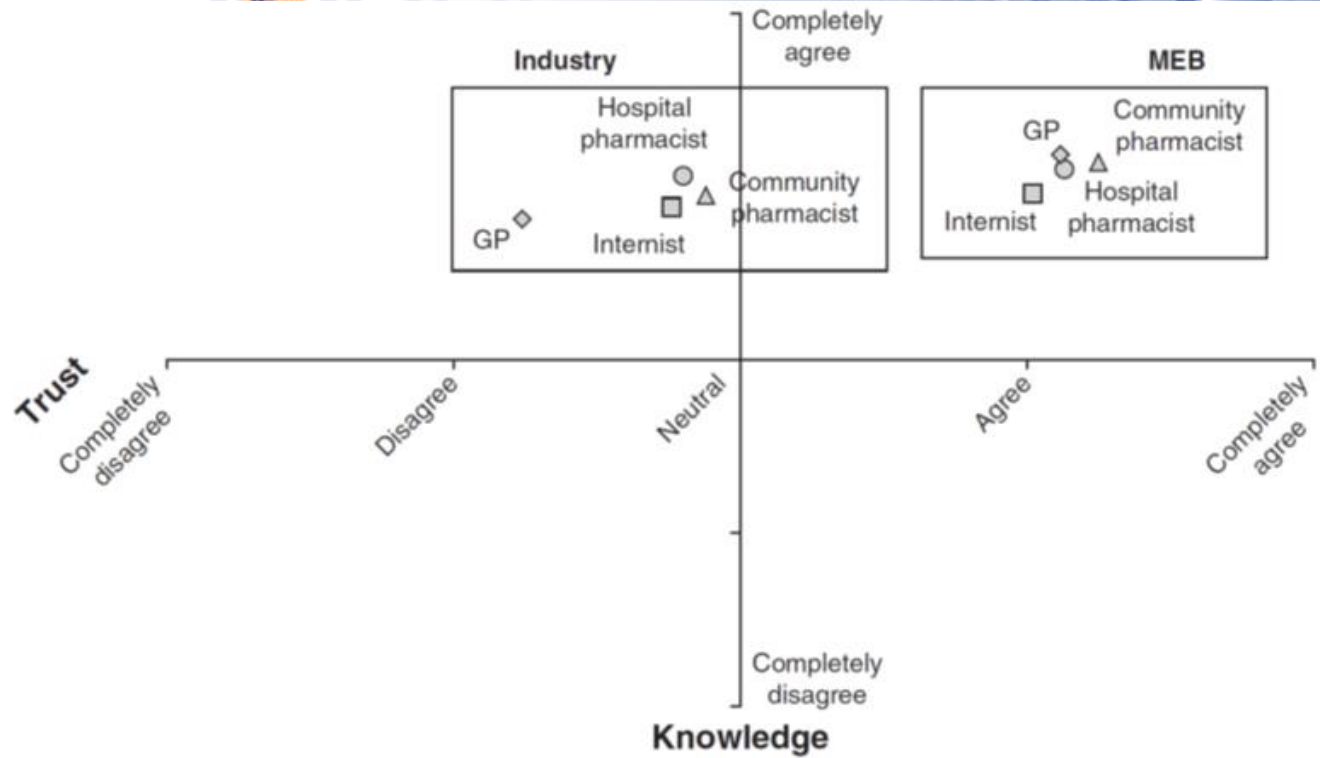 Completely
agree
Industry
MEB
Hospital
pharmacist
Community
pharmacist
GP
Community
pharmacist
Hospital
pharmacist
GP
Internist
Internist
Trust
Completely
disagree
Disagree
Neutral
Agree
Completely
agree
Completely
disagree
Knowledge